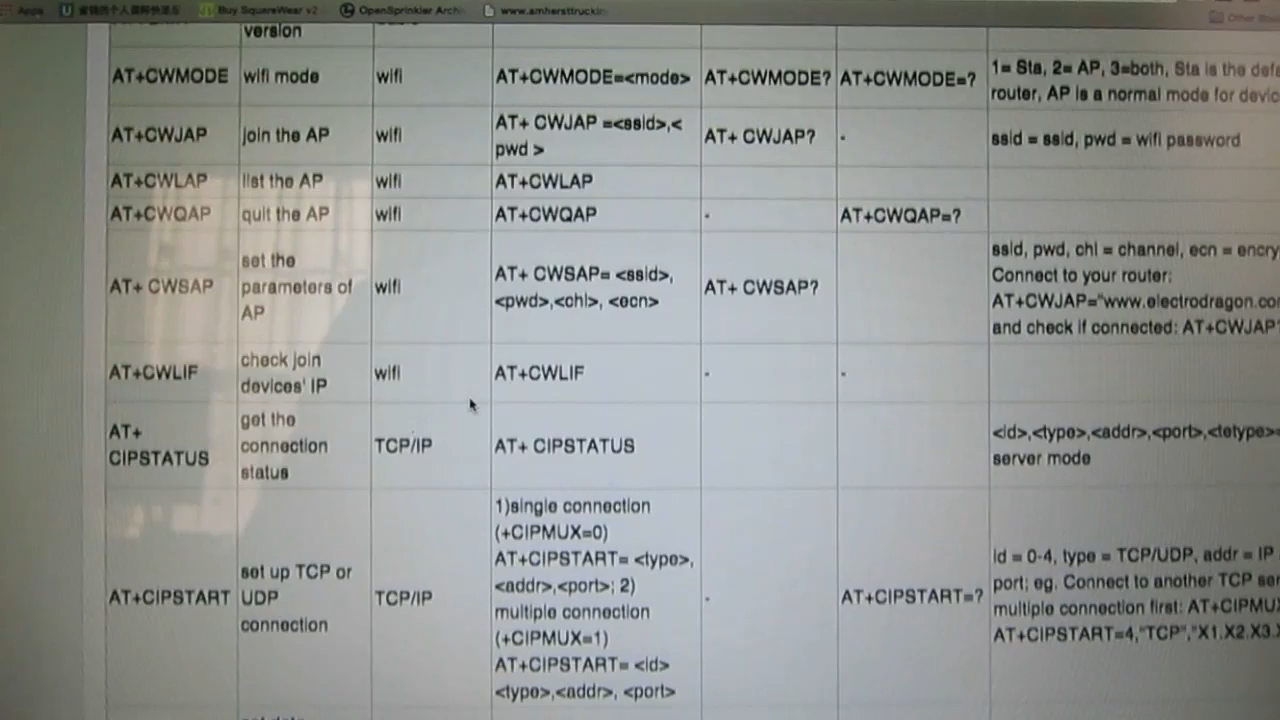 Apps
Buy SquareWear v2
OpenSprinkler Archi
www.amhersttruckin
Other Boo
version
AT+CWMODE
wifi mode
wifi
AT+CWMODE=<mode>
AT+CWMODE?
AT+CWMODE=?
1= Sta, 2= AP, 3=both, Sta is the defa
router, AP is a normal mode for devic
AT+CWJAP
join the AP
wifi
AT+ CWJAP =<ssid>,<
pwd >
AT+ CWJAP?
-
ssid = ssid, pwd = wifi password
AT+CWLAP
list the AP
wifi
AT+CWLAP
AT+CWQAP
quit the AP
wifi
AT+CWQAP
-
AT+CWQAP=?
AT+ CWSAP
set the
parameters of
AP
wifi
AT+ CWSAP= <ssid>,
<pwd>,<chl>, <ecn>
AT+ CWSAP?
ssid, pwd, chl = channel, ecn = encry
Connect to your router:
AT+CWJAP="www.electrodragon.co
and check if connected: AT+CWJAP?
AT+CWLIF
check join
devices' IP
wifi
AT+CWLIF
-
-
AT+
CIPSTATUS
get the
connection
status
TCP/IP
AT+ CIPSTATUS
<id>,<type>,<addr>,<port>,<tetype>=
server mode
AT+CIPSTART
set up TCP or
UDP
connection
TCP/IP
1)single connection
(+CIPMUX=0)
AT+CIPSTART= <type>,
<addr>,<port>; 2)
multiple connection
(+CIPMUX=1)
AT+CIPSTART= <id>
<type>,<addr>, <port>
-
AT+CIPSTART=?
id = 0-4, type = TCP/UDP, addr = IP
port; eg. Connect to another TCP ser
multiple connection first: AT+CIPMUX
AT+CIPSTART=4,"TCP","X1.X2.X3.X